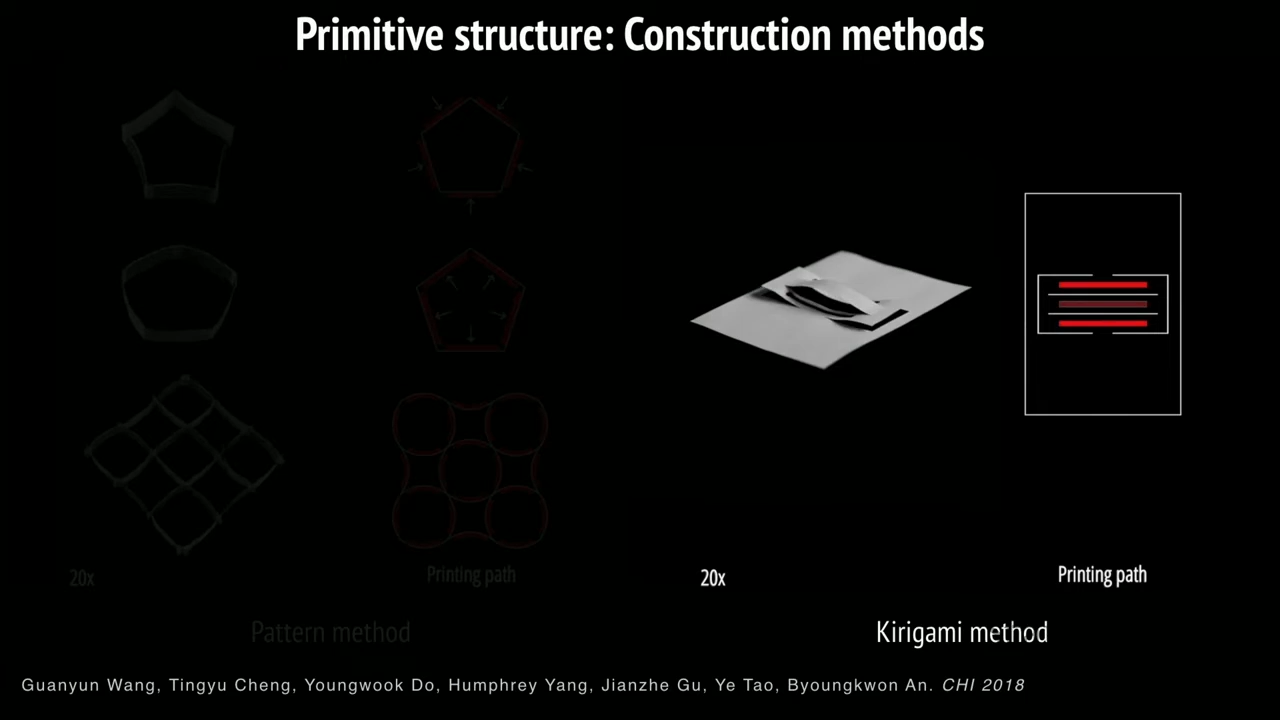 Primitive structure: Construction methods
20x
Printing path
20x
Printing path
Pattern method
Kirigami method
Guanyun Wang, Tingyu Cheng, Youngwook Do, Humphrey Yang, Jianzhe Gu, Ye Tao, Byoungkwon An. CHI 2018